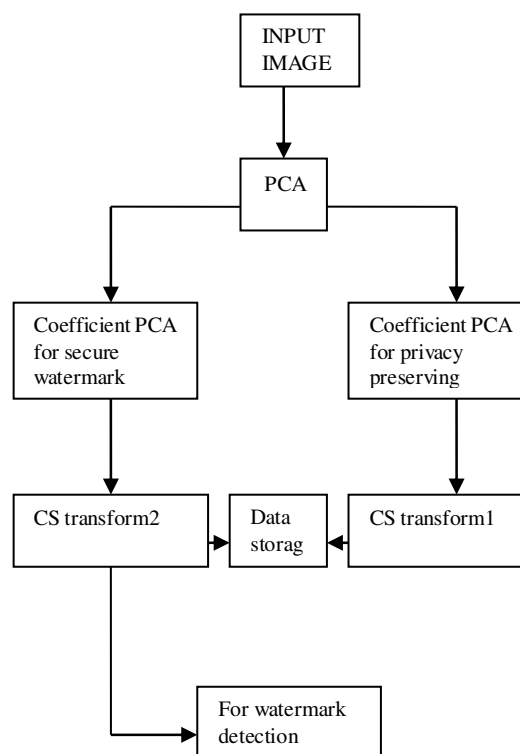 INPUT
IMAGE
PCA
Coefficient PCA
for secure
watermark
Coefficient PCA
for privacy
preserving
CS transform2
Data
storag
CS transform1
For watermark
detection